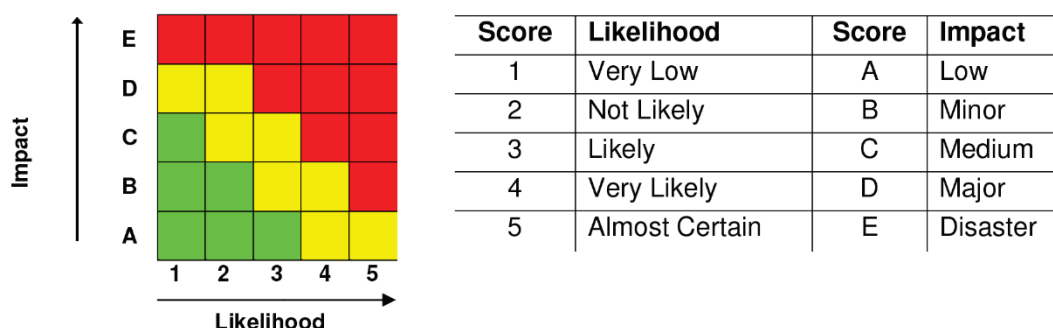 E
D
C
B
A
Impact
1 2 3 4 5
Likelihood
Score Likelihood Score Impact
1 Very Low A Low
2 Not Likely B Minor
3 Likely C Medium
4 Very Likely D Major
5 Almost Certain E Disaster